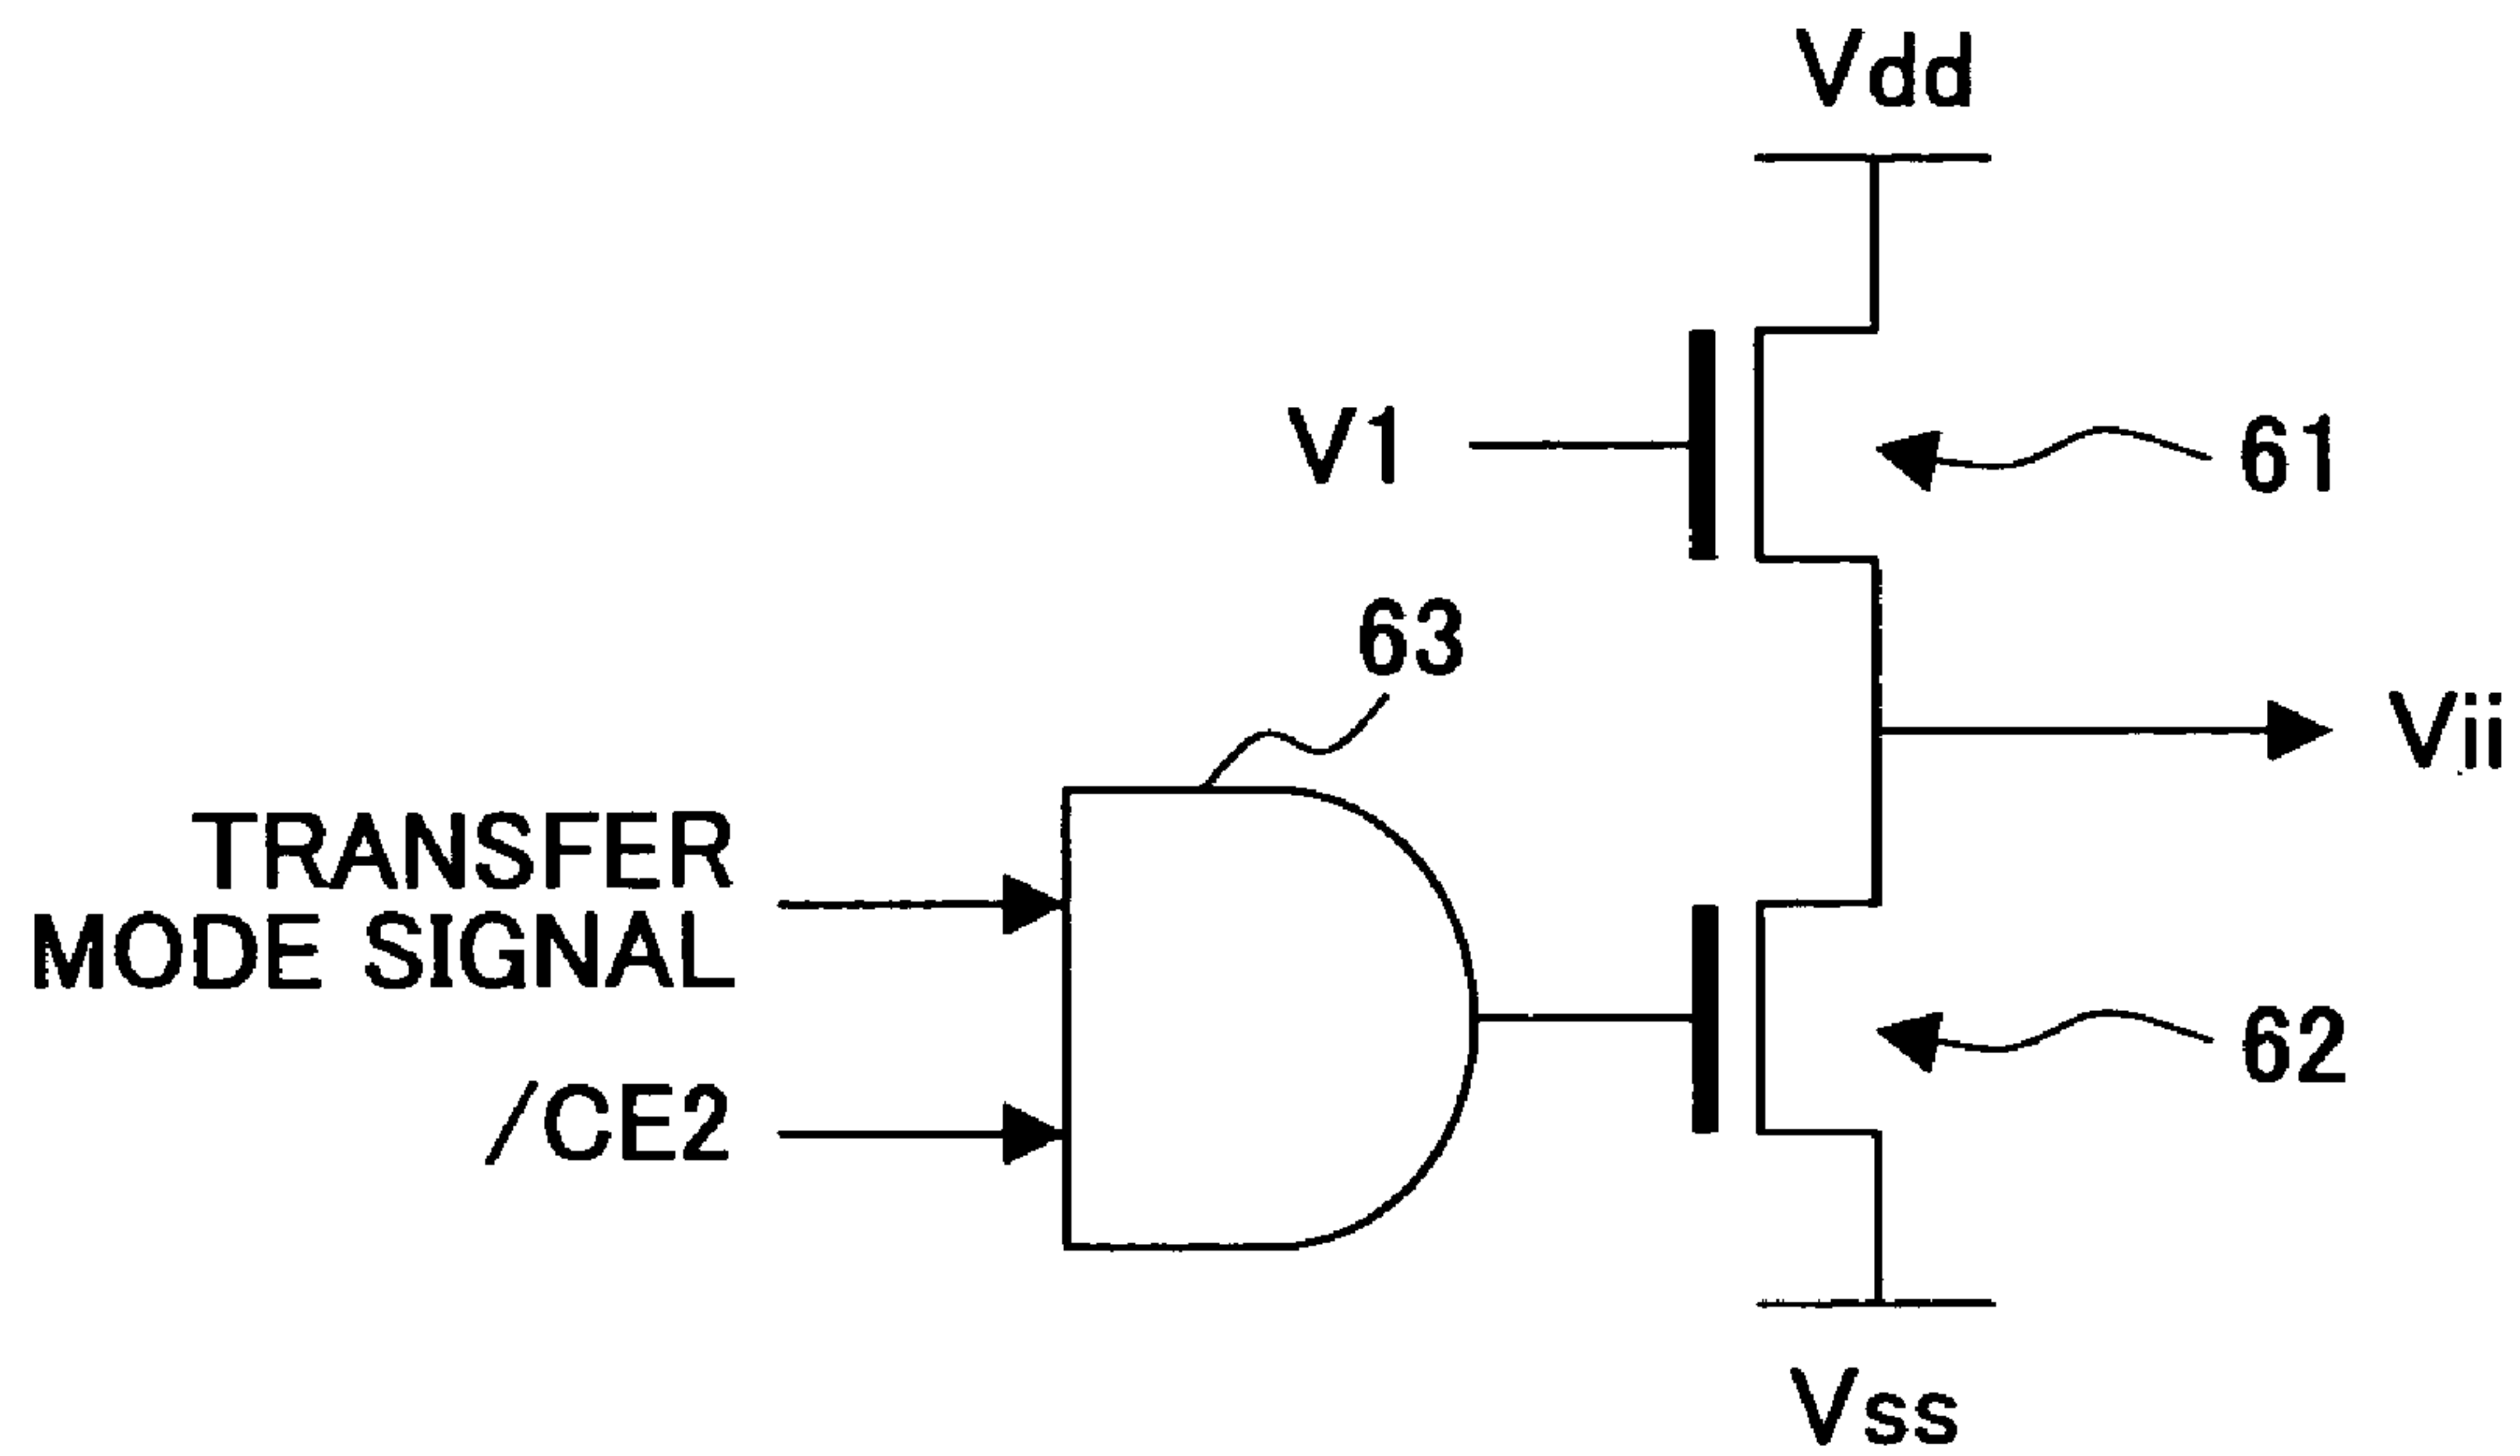 Vdd
V1
61
63
Vii
TRANSFER
MODE SIGNAL
/CE2
62
Vss